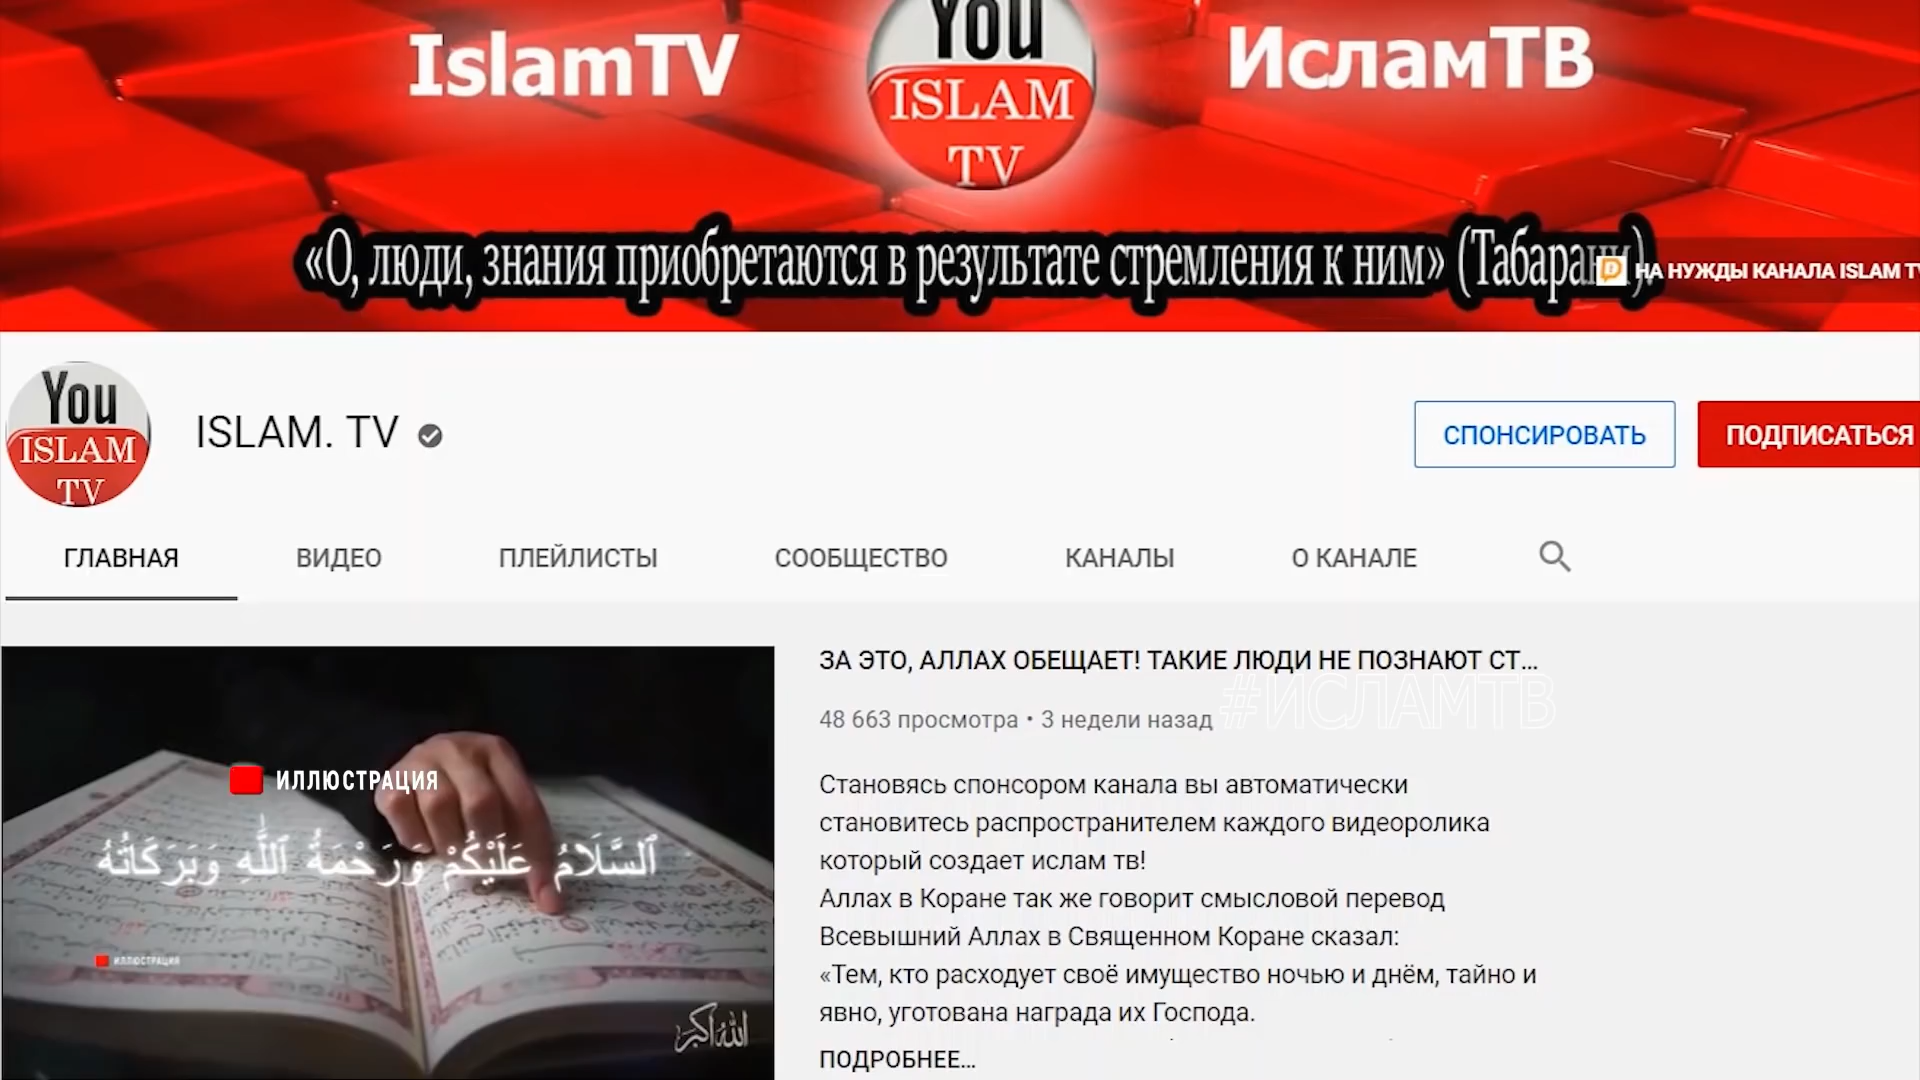 IslamTV
You
ISLAM
TV
ИсламТВ
«О, люди, знания приобретаются в результате стремления к ним» (Табарани).
НА НУЖДЫ КАНАЛА ISLAM TV
You
ISLAM
TV
ISLAM. TV
СПОНСИРОВАТЬ
ПОДПИСАТЬСЯ
ГЛАВНАЯ ВИДЕО ПЛЕЙЛИСТЫ СООБЩЕСТВО КАНАЛЫ О КАНАЛЕ
ЗА ЭТО, АЛЛАХ ОБЕЩАЕТ! ТАКИЕ ЛЮДИ НЕ ПОЗНАЮТ СТ...
#ИСЛАМТВ
48 663 просмотра • 3 недели назад
ИЛЛЮСТРАЦИЯ
ٱلسَّلَامُ عَلَيْكُمْ وَرَحْمَةُ ٱللَّٰهِ وَبَرَكَاتُهُ
ИЛЛЮСТРАЦИЯ
الله اكبر
Становясь спонсором канала вы автоматически
становитесь распространителем каждого видеоролика
который создает ислам тв!
Аллах в Коране так же говорит смысловой перевод
Всевышний Аллах в Священном Коране сказал:
«Тем, кто расходует своё имущество ночью и днём, тайно и
явно, уготована награда их Господа.
ПОДРОБНЕЕ...